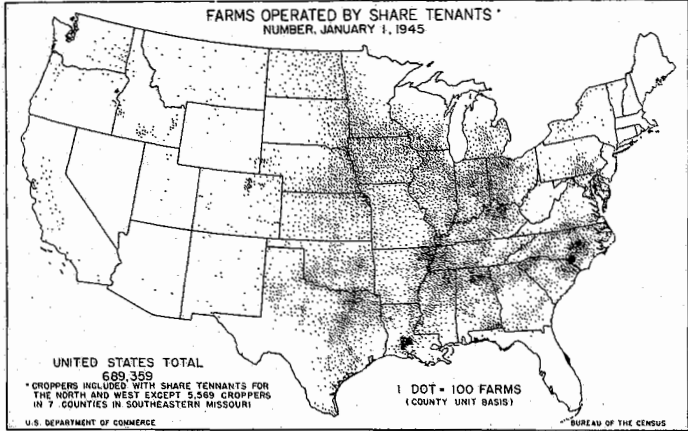 FARMS OPERATED BY SHARE TENANTS*
NUMBER, JANUARY 1, 1945
UNITED STATES TOTAL
689,359
*CROPPERS INCLUDED WITH SHARE TENNANTS FOR
THE NORTH AND WEST EXCEPT 5,569 CROPPERS
IN 7 COUNTIES IN SOUTHEASTERN MISSOURI
1 DOT = 100 FARMS
(COUNTY UNIT BASIS)
U.S. DEPARTMENT OF COMMERCE
BUREAU OF THE CENSUS